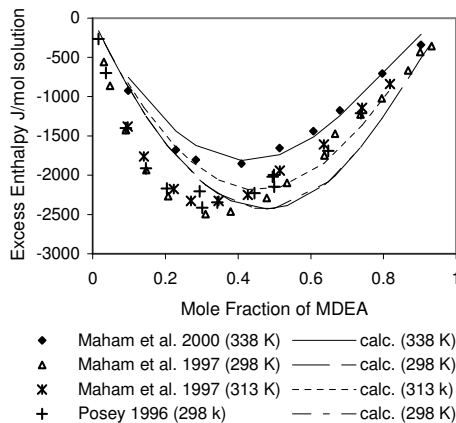 0
-500
-1000
-1500
-2000
-2500
-3000
Excess Enthalpy J/mol solution
0 0.2 0.4 0.6 0.8 1
Mole Fraction of MDEA
Maham et al. 2000 (338 K) calc. (338 K)
Maham et al. 1997 (298 K) calc. (298 K)
Maham et al. 1997 (313 K) calc. (313 k)
Posey 1996 (298 k) calc. (298 K)